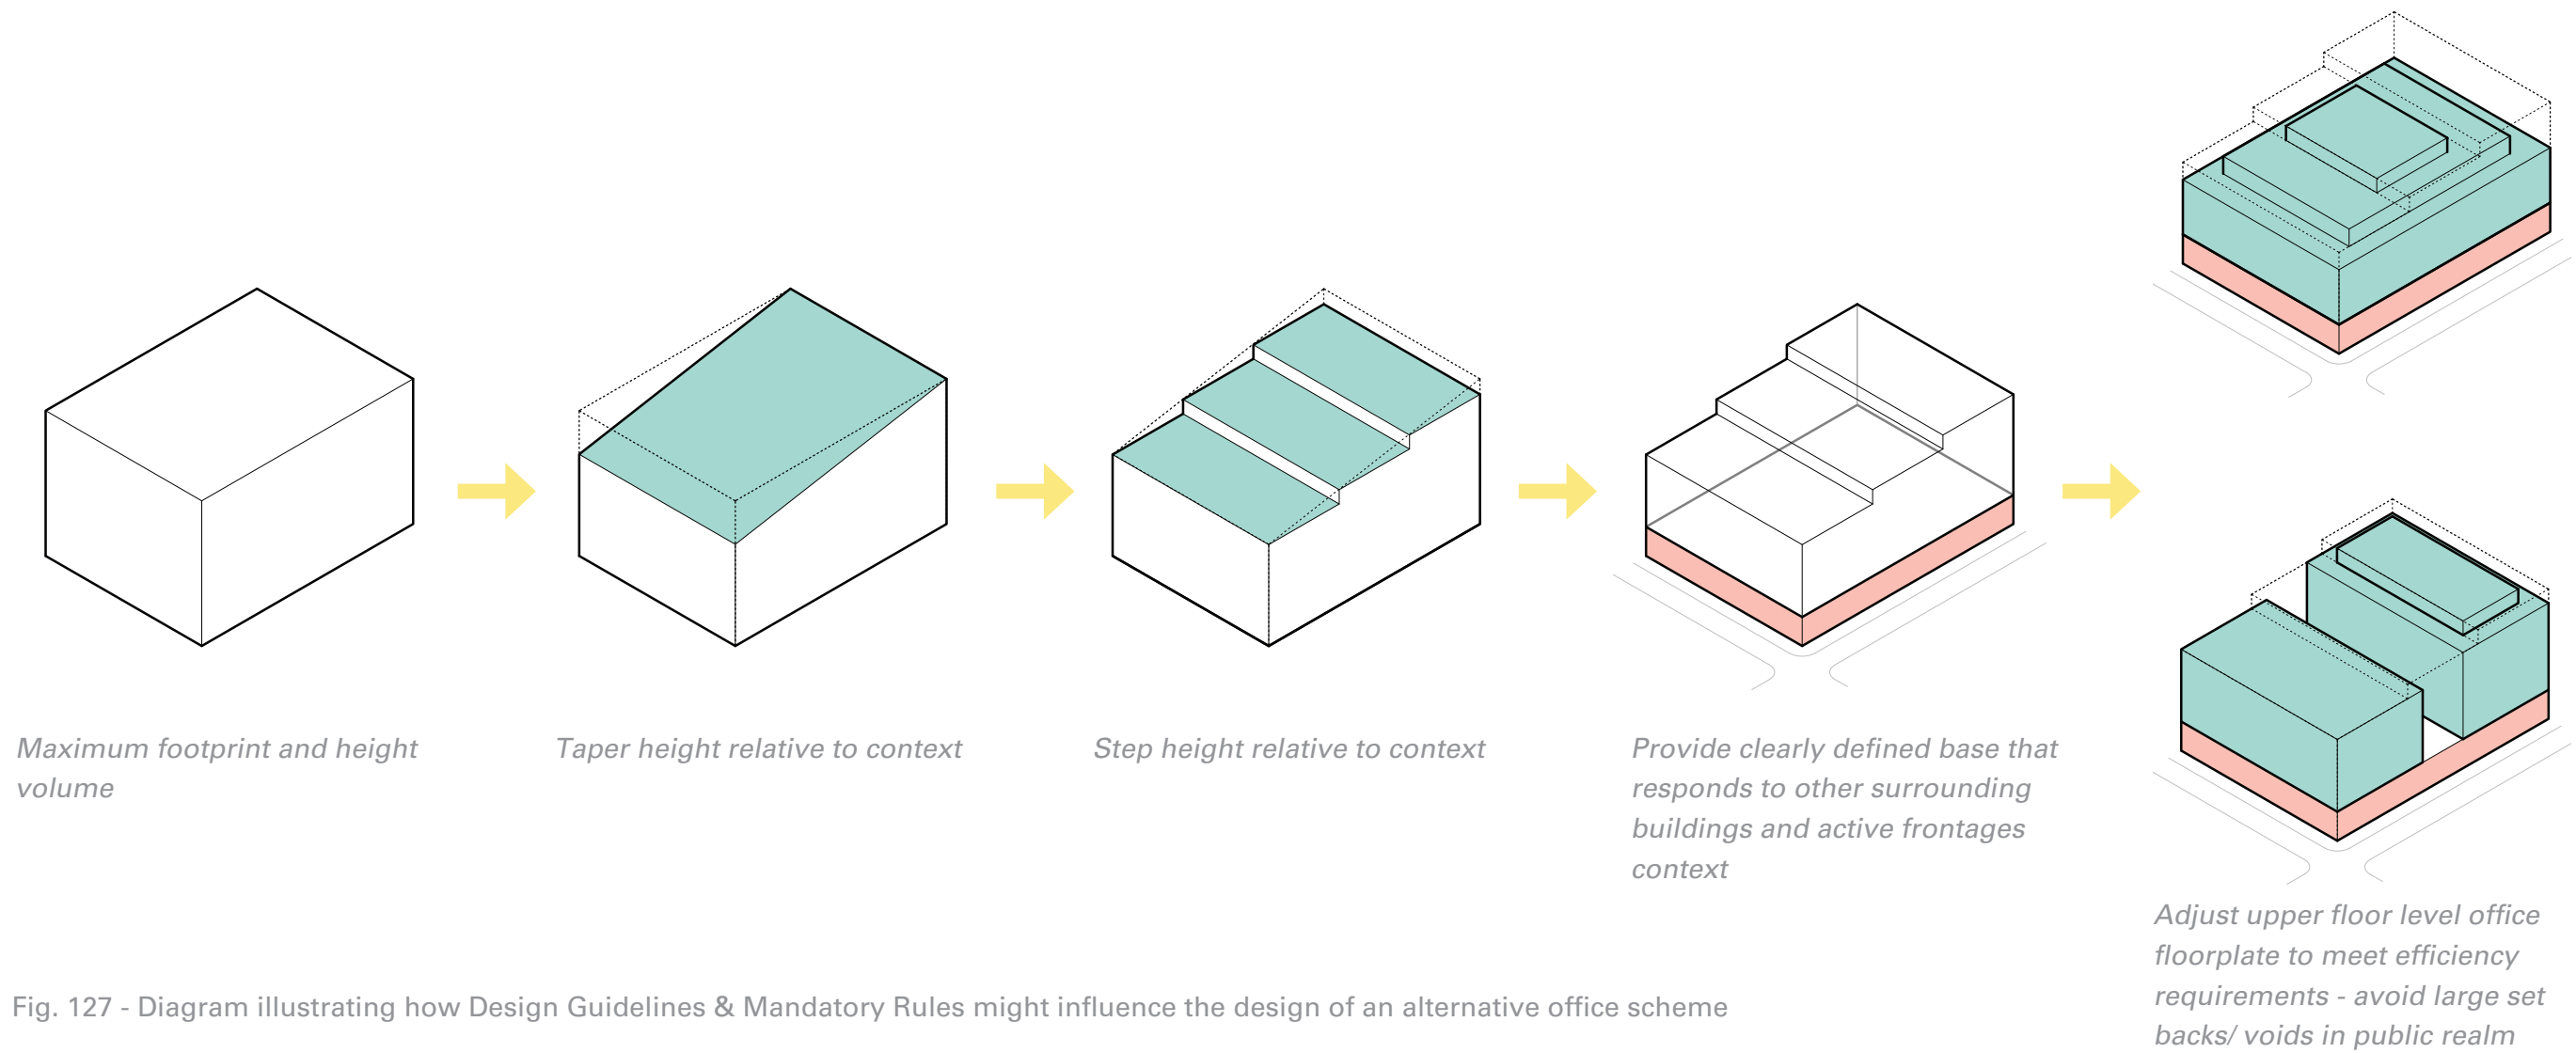 Maximum footprint and height
volume
Taper height relative to context
Step height relative to context
Provide clearly defined base that
responds to other surrounding
buildings and active frontages
context
Adjust upper floor level office
floorplate to meet efficiency
requirements - avoid large set
backs/ voids in public realm
Fig. 127 - Diagram illustrating how Design Guidelines & Mandatory Rules might influence the design of an alternative office scheme